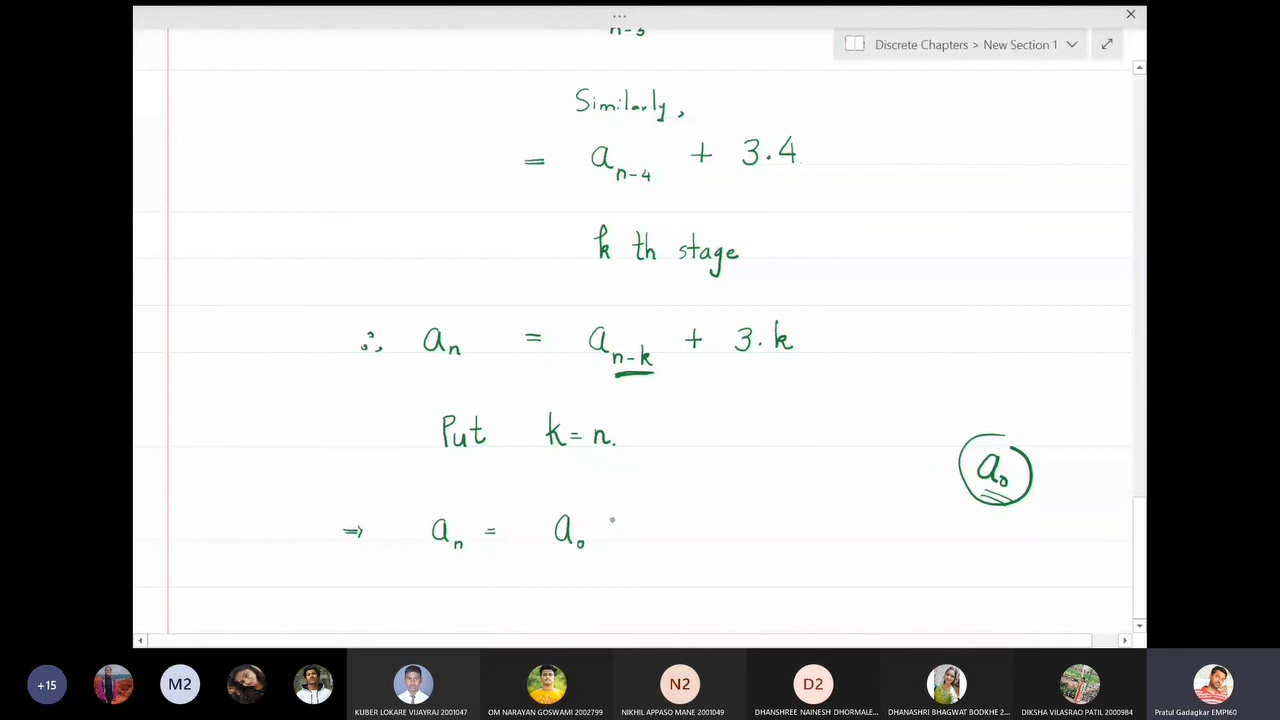 Discrete Chapters > New Section 1
n-3
Similarly,
= a_{n-4} + 3.4
k th stage
∴ a_n = a_{n-k} + 3.k
Put k = n.
a_0
⇒ a_n = a_0
+15
M2
N2
D2
KUBER LOKARE VIJAYRAJ 2001047
OM NARAYAN GOSWAMI 2002799
NIKHIL APPASO MANE 2001049
DHANSHREE NAINESH DHORMALE...
DHANASHRI BHAGWAT BODKHE 2...
DIKSHA VILASRAO PATIL 2000984
Pratul Gadagkar EMP160